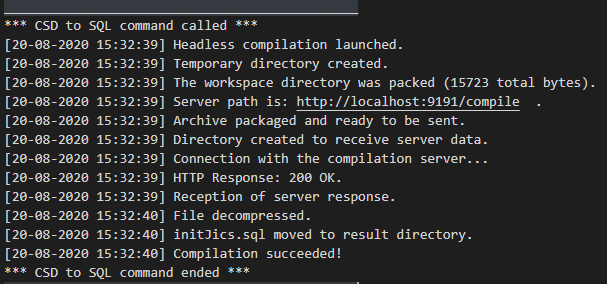 *** CSD to SQL command called ***
[20-08-2020 15:32:39] Headless compilation launched.
[20-08-2020 15:32:39] Temporary directory created.
[20-08-2020 15:32:39] The workspace directory was packed (15723 total bytes).
[20-08-2020 15:32:39] Server path is: http://localhost:9191/compile .
[20-08-2020 15:32:39] Archive packaged and ready to be sent.
[20-08-2020 15:32:39] Directory created to receive server data.
[20-08-2020 15:32:39] Connection with the compilation server...
[20-08-2020 15:32:39] HTTP Response: 200 OK.
[20-08-2020 15:32:39] Reception of server response.
[20-08-2020 15:32:40] File decompressed.
[20-08-2020 15:32:40] initJics.sql moved to result directory.
[20-08-2020 15:32:40] Compilation succeeded!
*** CSD to SQL command ended ***